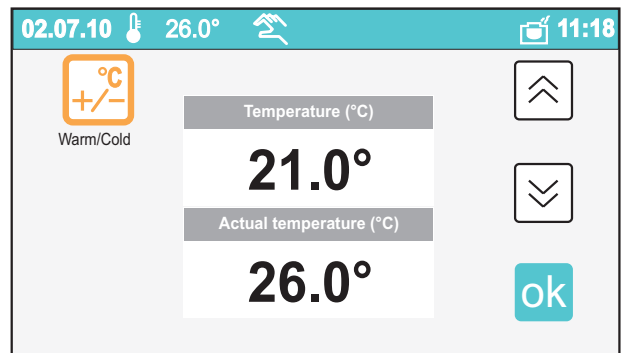 02.07.10 26.0° 11:18
°C
+/−
Warm/Cold
Temperature (°C)
21.0°
Actual temperature (°C)
26.0°
ok